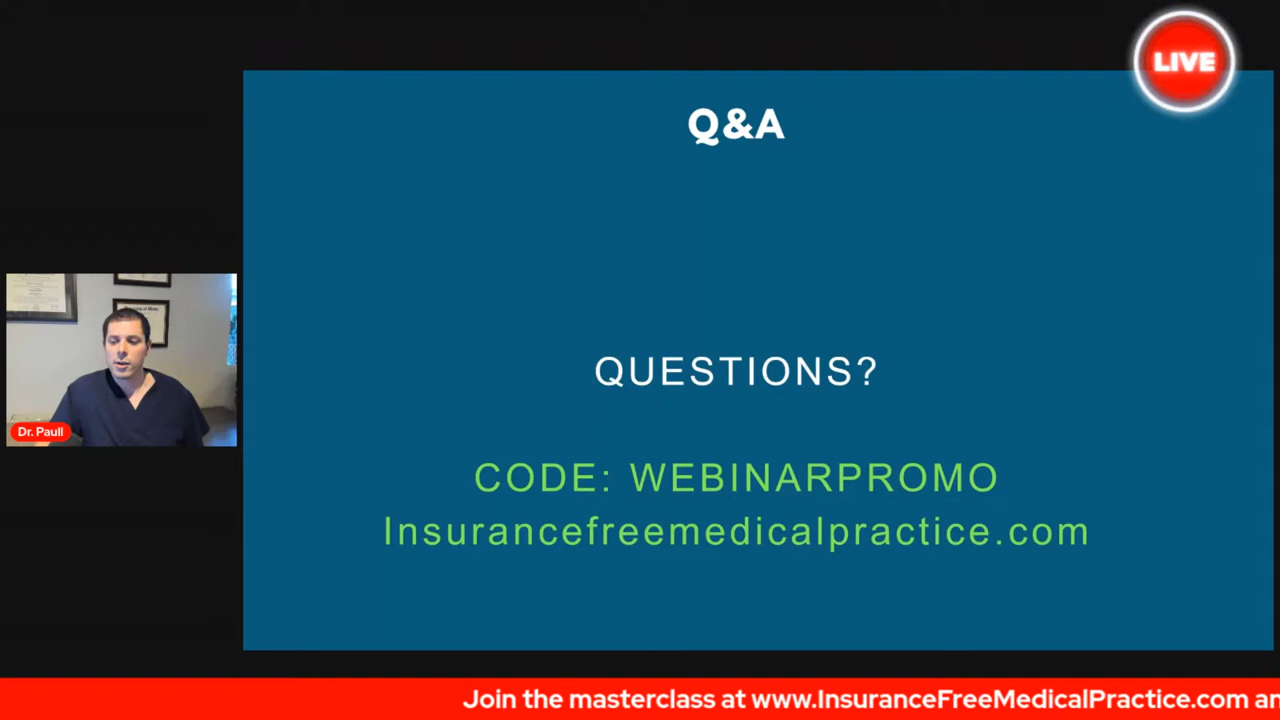 LIVE
Q&A
QUESTIONS?
CODE: WEBINARPROMO
Insurancefreemedicalpractice.com
Dr. Paull
Join the masterclass at www.InsuranceFreeMedicalPractice.com an